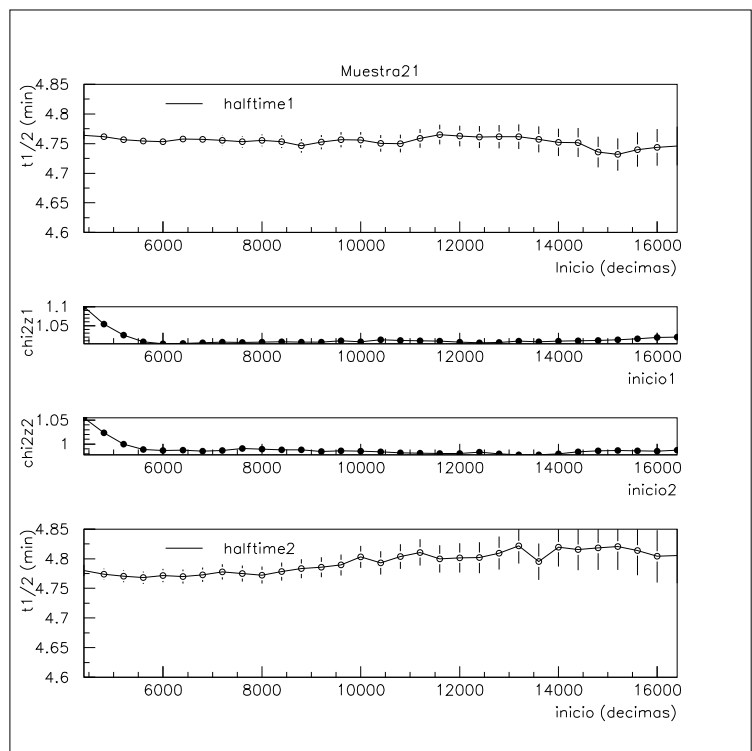 Muestra21
t1/2 (min)
4.85
4.8
4.75
4.7
4.65
4.6
halftime1
6000 8000 10000 12000 14000 16000
Inicio (decimas)
chi2z1
1.1
1.05
6000 8000 10000 12000 14000 16000
inicio1
chi2z2
1.05
1
6000 8000 10000 12000 14000 16000
inicio2
t1/2 (min)
4.85
4.8
4.75
4.7
4.65
4.6
halftime2
6000 8000 10000 12000 14000 16000
inicio (decimas)